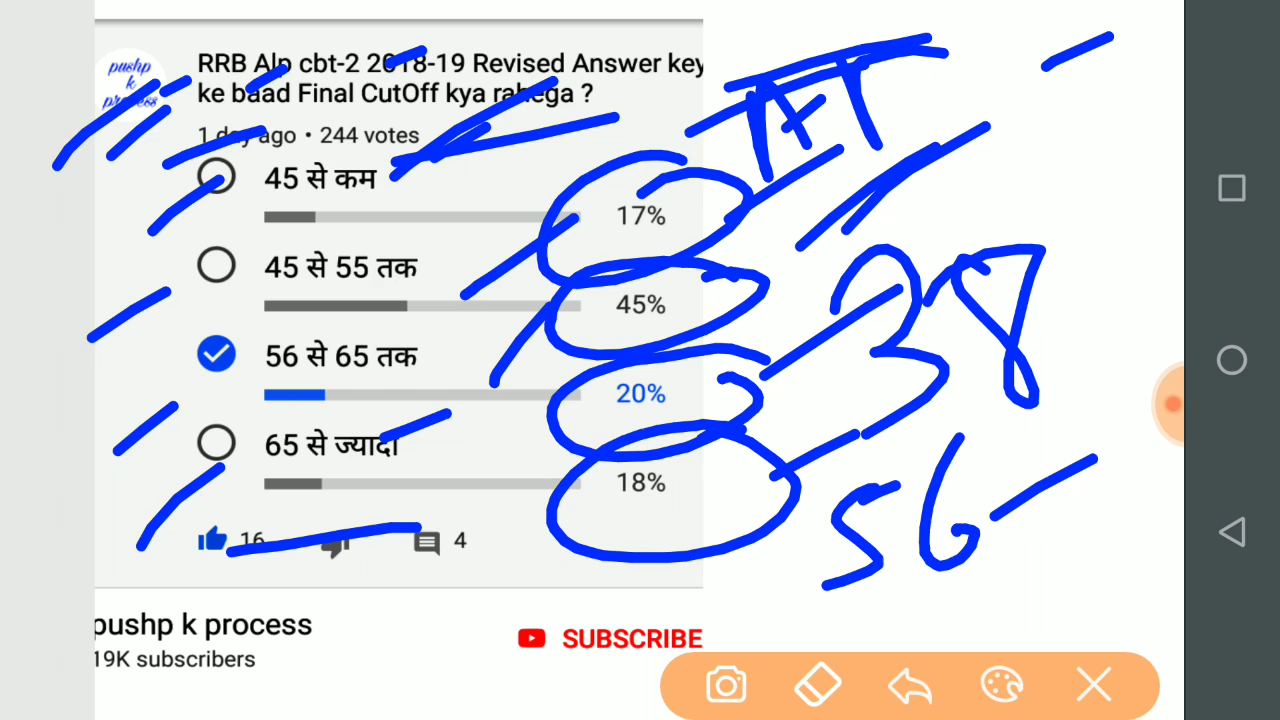 pushp
k
process
RRB Alp cbt-2 2018-19 Revised Answer key
ke baad Final CutOff kya rahega ?
1 day ago • 244 votes
45 से कम
17%
45 से 55 तक
45%
56 से 65 तक
20%
65 से ज्यादा
18%
16
4
38
56
pushp k process
19K subscribers
SUBSCRIBE